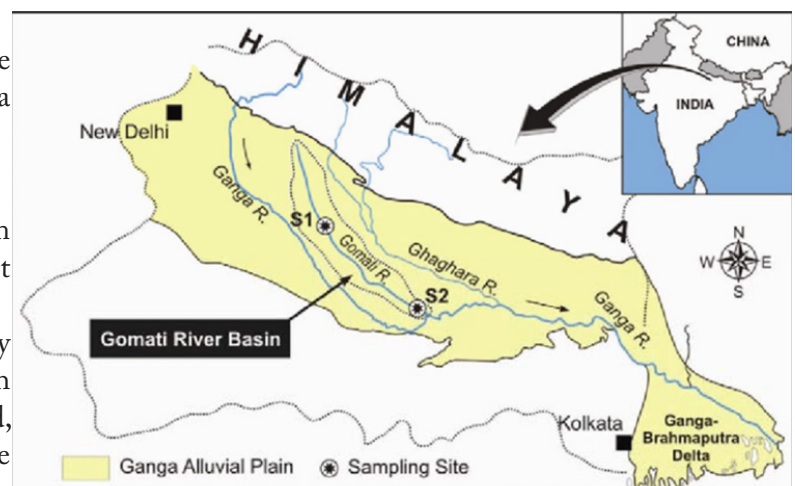 e
a
n
t
y
n
d,
e
H I M A L A Y A
CHINA
INDIA
New Delhi
Ganga R.
S1
Gomati R.
Ghaghara R.
S2
Ganga R.
N
W E
S
Gomati River Basin
Kolkata
Ganga-
Brahmaputra
Delta
Ganga Alluvial Plain
Sampling Site